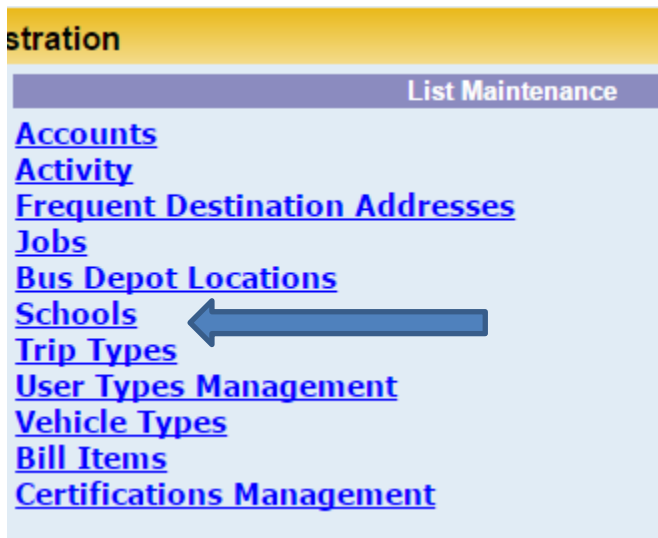 stration
List Maintenance
Accounts
Activity
Frequent Destination Addresses
Jobs
Bus Depot Locations
Schools
Trip Types
User Types Management
Vehicle Types
Bill Items
Certifications Management